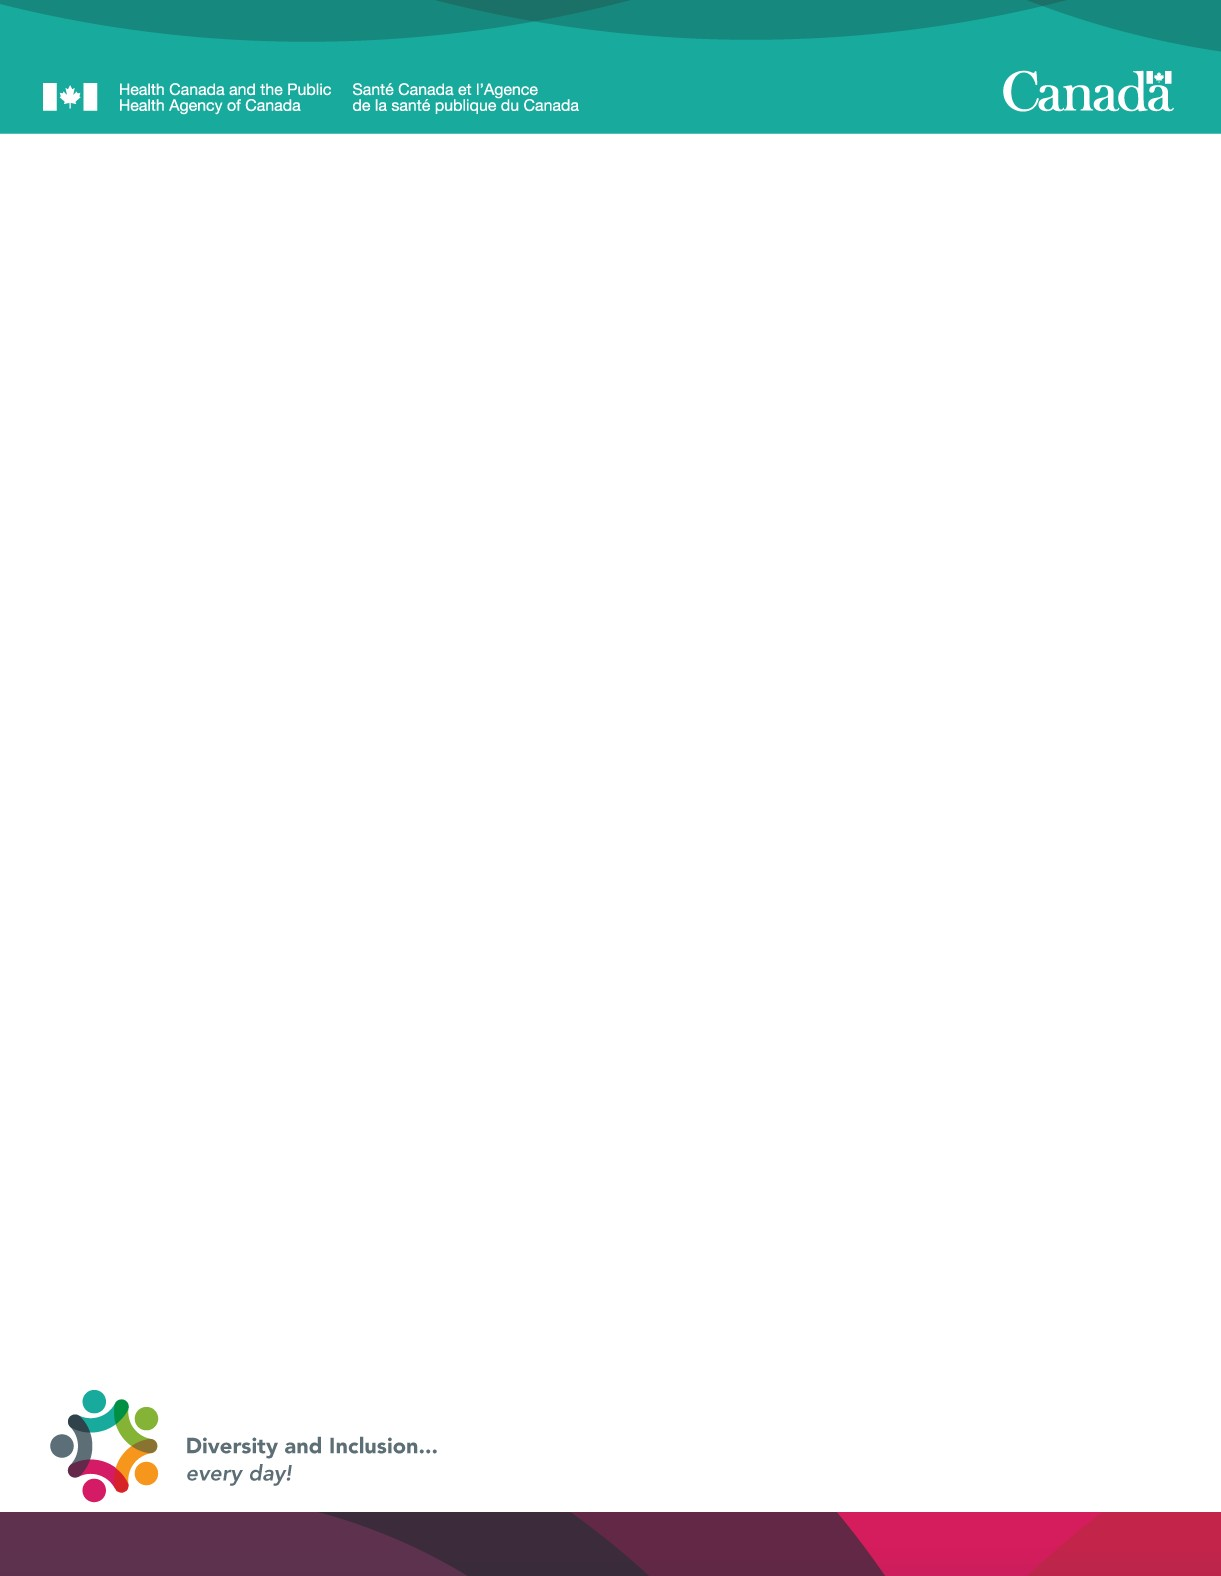 Health Canada and the Public
Health Agency of Canada
Santé Canada et l'Agence
de la santé publique du Canada
Canada
Diversity and Inclusion...
every day!